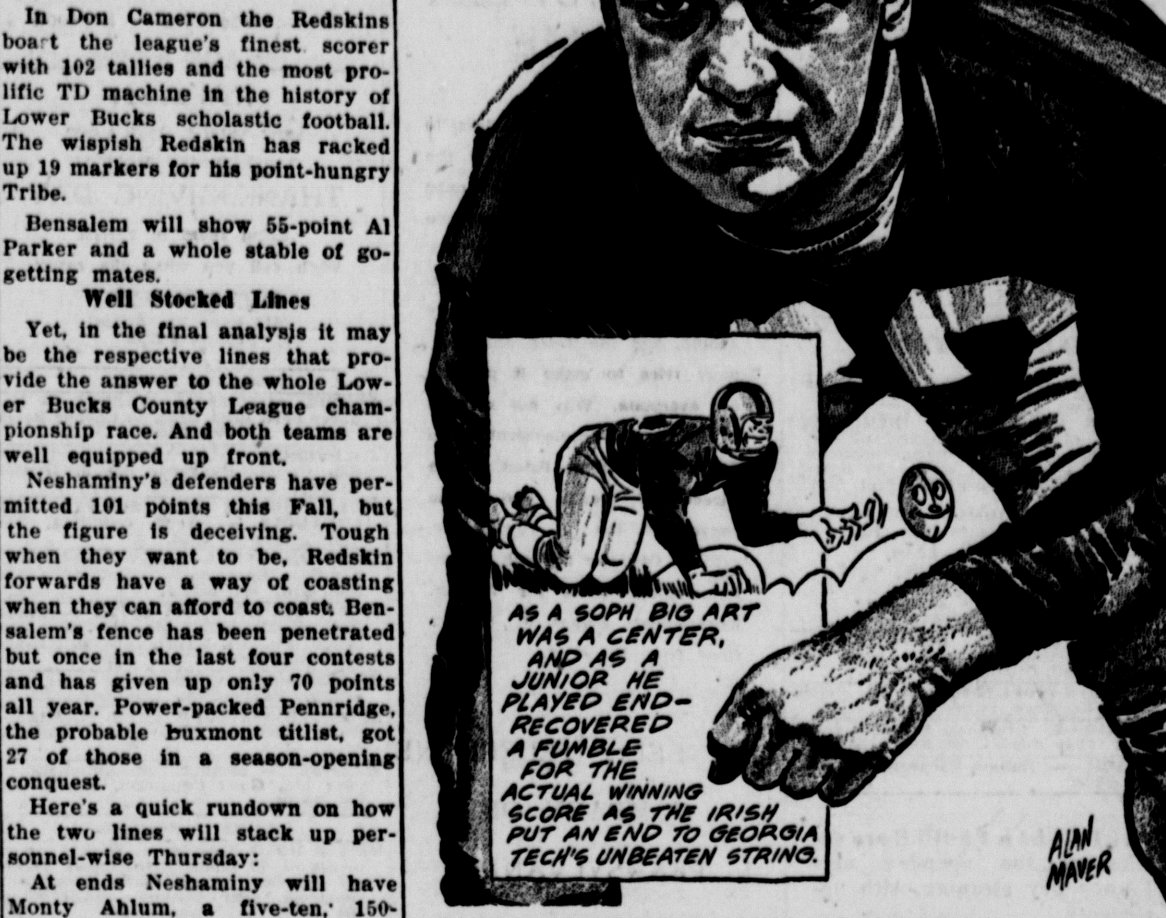 In Don Cameron the Redskins
boart the league's finest scorer
with 102 tallies and the most pro-
lific TD machine in the history of
Lower Bucks scholastic football.
The wispish Redskin has racked
up 19 markers for his point-hungry
Tribe.
Bensalem will show 55-point Al
Parker and a whole stable of go-
getting mates.
Well Stocked Lines
Yet, in the final analysjs it may
be the respective lines that pro-
vide the answer to the whole Low-
er Bucks County League cham-
pionship race. And both teams are
well equipped up front.
Neshaminy's defenders have per-
mitted 101 points this Fall, but
the figure is deceiving. Tough
when they want to be, Redskin
forwards have a way of coasting
when they can afford to coast. Ben-
salem's fence has been penetrated
but once in the last four contests
and has given up only 70 points
all year. Power-packed Pennridge,
the probable buxmont titlist, got
27 of those in a season-opening
conquest.
Here's a quick rundown on how
the two lines will stack up per-
sonnel-wise Thursday:
At ends Neshaminy will have
Monty Ahlum, a five-ten, 150-
AS A SOPH BIG ART
WAS A CENTER,
AND AS A
JUNIOR HE
PLAYED END-
RECOVERED
A FUMBLE
FOR THE
ACTUAL WINNING
SCORE AS THE IRISH
PUT AN END TO GEORGIA
TECH'S UNBEATEN STRING.
ALAN
MAVER